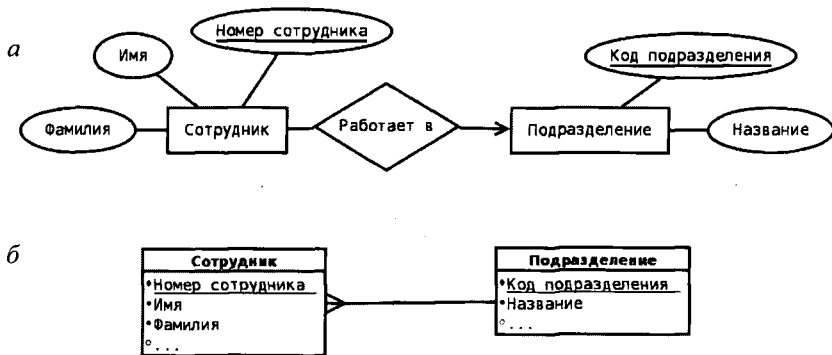 а
Номер сотрудника
Имя
Код подразделения
Фамилия
Сотрудник
Работает в
Подразделение
Название
б
Сотрудник
Номер сотрудника
Имя
Фамилия
...
Подразделение
Код подразделения
Название
...